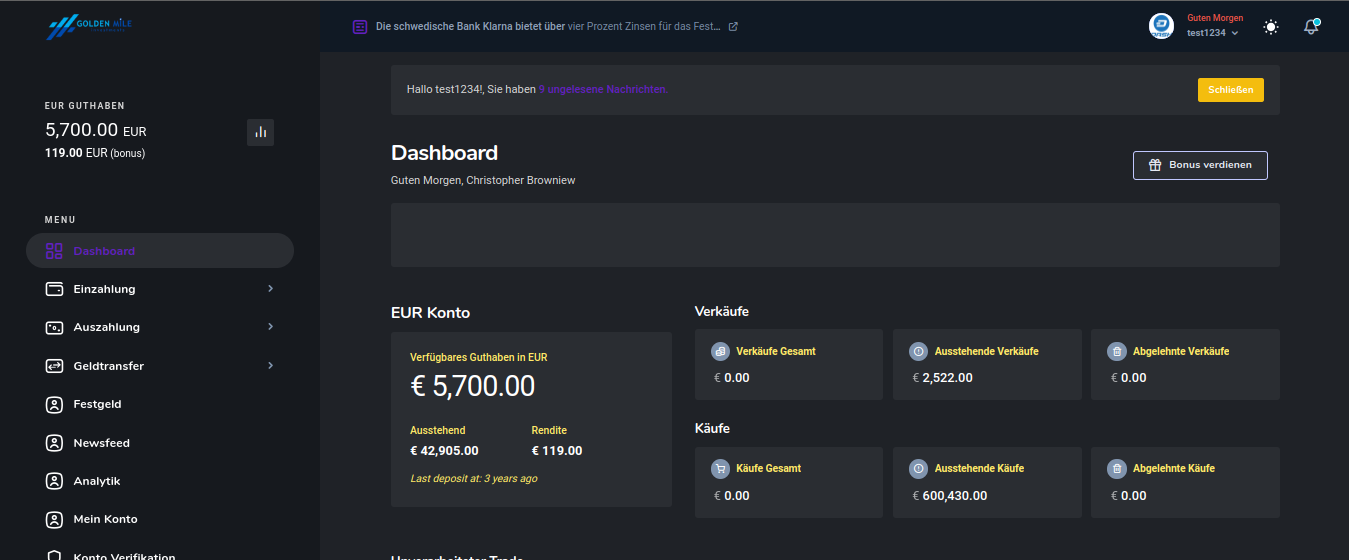 GOLDEN MILE
Die schwedische Bank Klarna bietet über vier Prozent Zinsen für das Fest...
Guten Morgen
test1234
EUR GUTHABEN
5,700.00 EUR
119.00 EUR (bonus)
MENU
Dashboard
Einzahlung
Auszahlung
Geldtransfer
Festgeld
Newsfeed
Analytik
Mein Konto
Konto Verifikation
Hallo test1234!, Sie haben 9 ungelesene Nachrichten.
Schließen
Dashboard
Guten Morgen, Christopher Browniew
Bonus verdienen
EUR Konto
Verfügbares Guthaben in EUR
€ 5,700.00
Ausstehend
€ 42,905.00
Rendite
€ 119.00
Last deposit at: 3 years ago
Verkäufe
Verkäufe Gesamt
€ 0.00
Ausstehende Verkäufe
€ 2,522.00
Abgelehnte Verkäufe
€ 0.00
Käufe
Käufe Gesamt
€ 0.00
Ausstehende Käufe
€ 600,430.00
Abgelehnte Käufe
€ 0.00